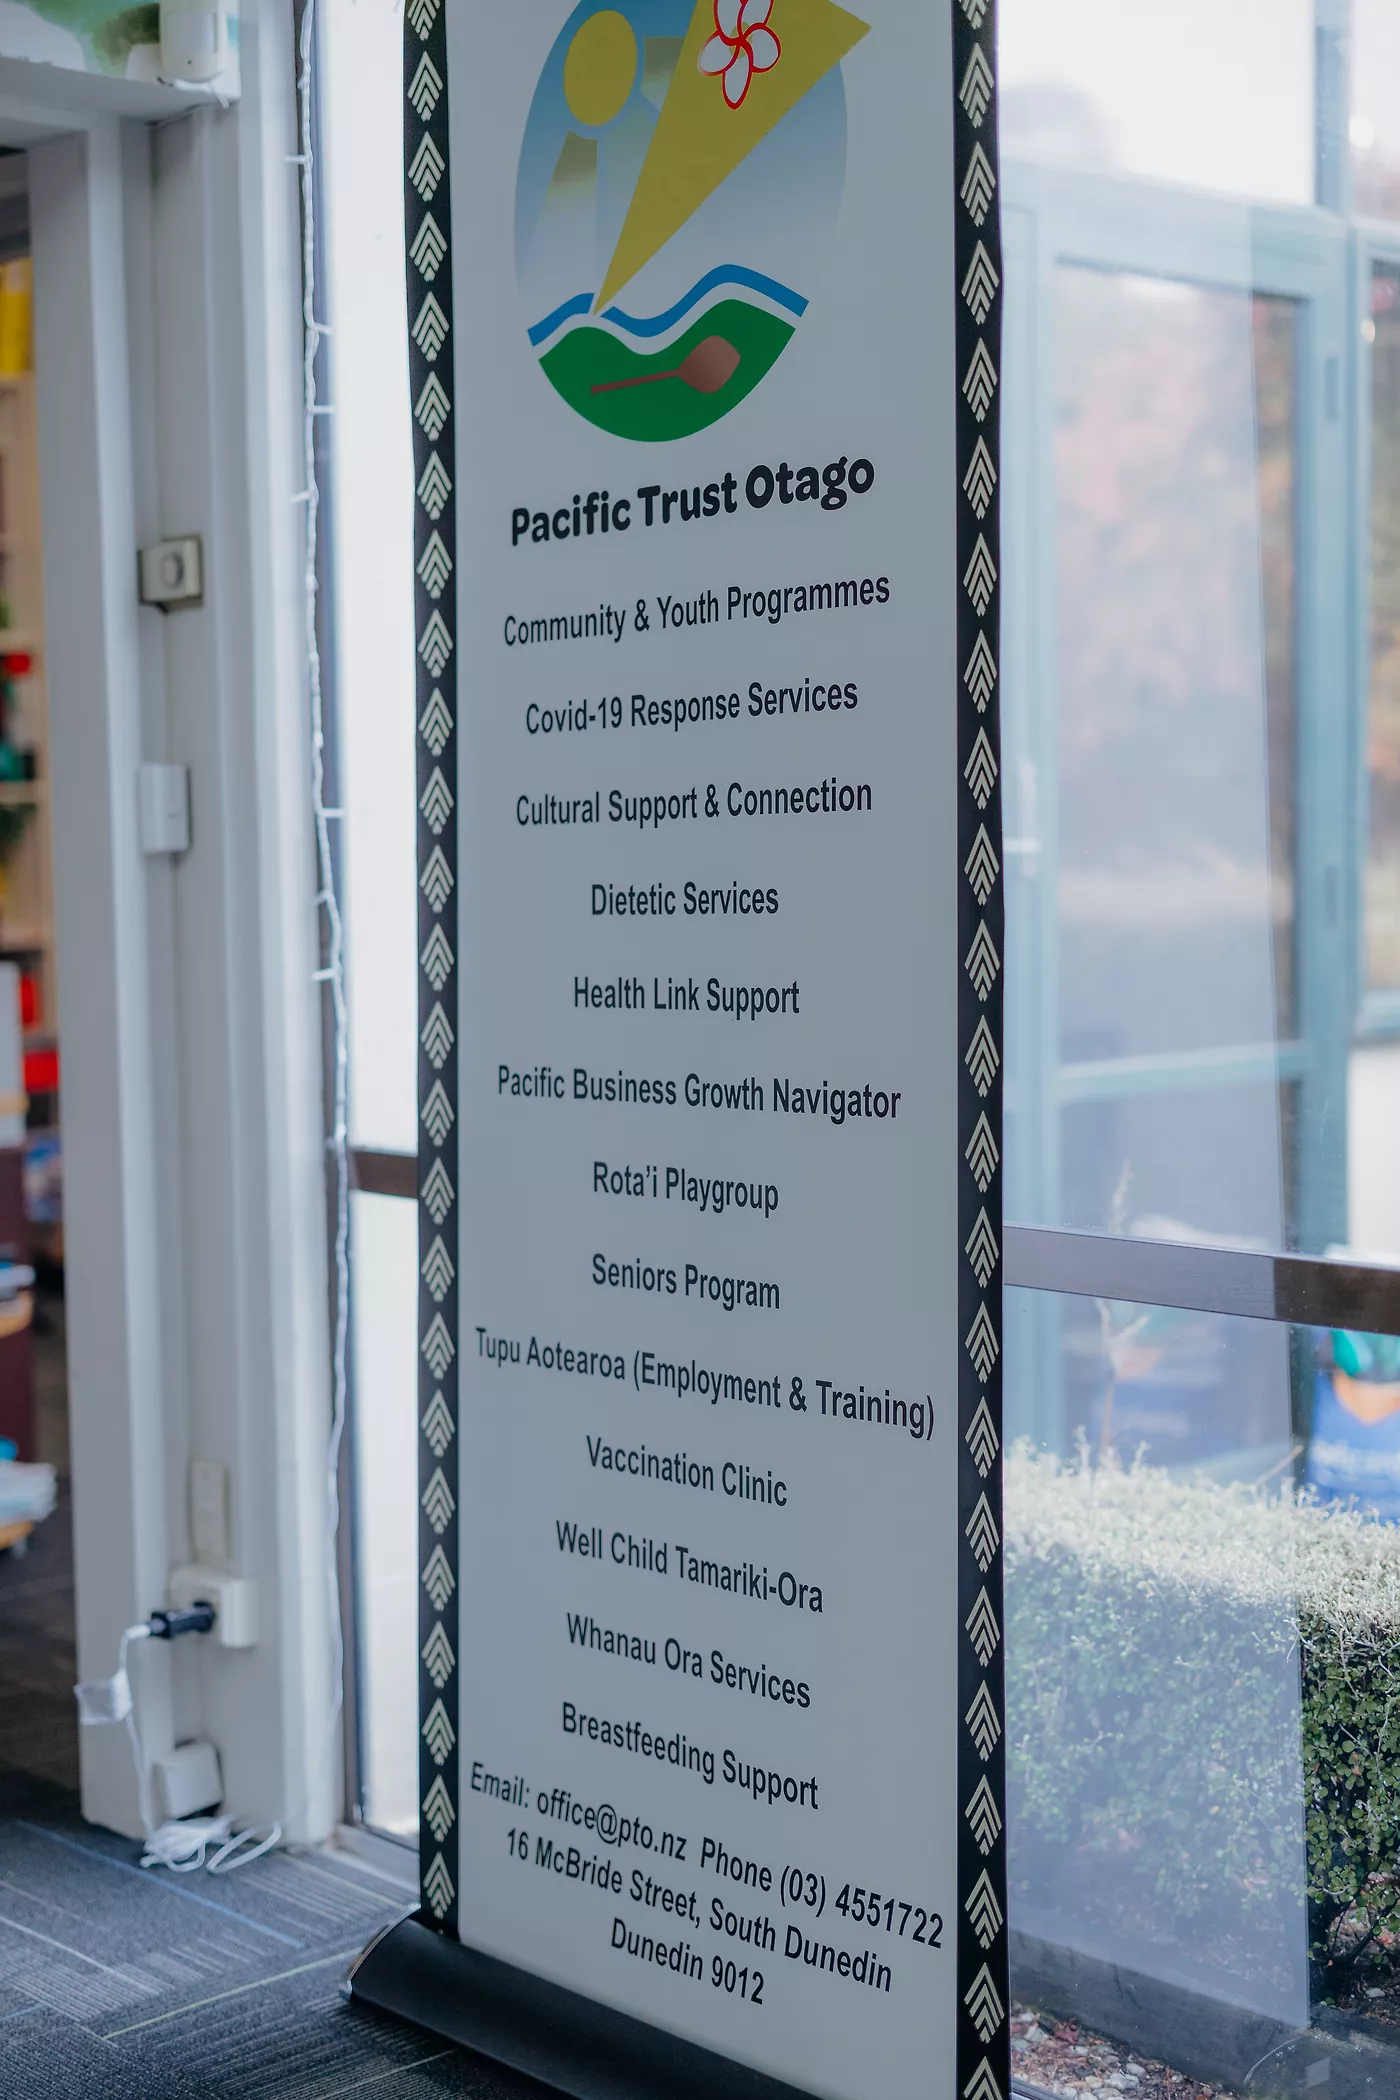 Pacific Trust Otago
Community & Youth Programmes
Covid-19 Response Services
Cultural Support & Connection
Dietetic Services
Health Link Support
Pacific Business Growth Navigator
Rota’i Playgroup
Seniors Program
Tupu Aotearoa (Employment & Training)
Vaccination Clinic
Well Child Tamariki-Ora
Whanau Ora Services
Breastfeeding Support
Email: office@pto.nz Phone (03) 4551722
16 McBride Street, South Dunedin
Dunedin 9012